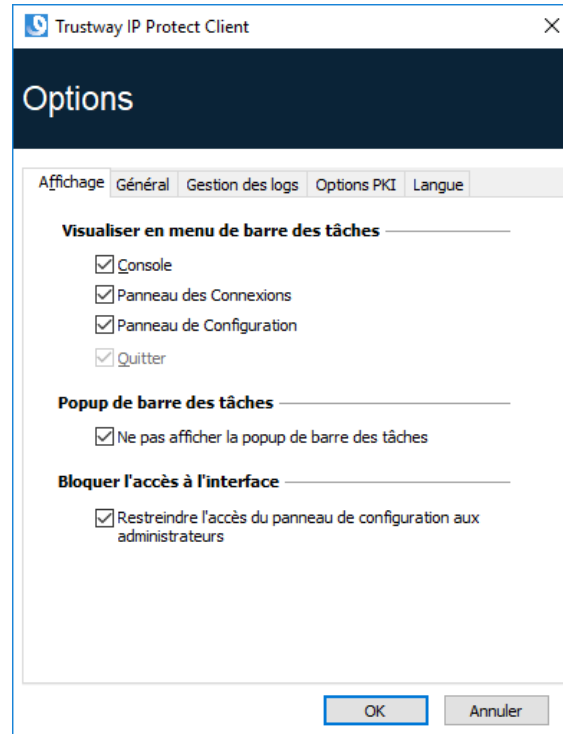 Trustway IP Protect Client
Options
Affichage Général Gestion des logs Options PKI Langue
Visualiser en menu de barre des tâches
Console
Panneau des Connexions
Panneau de Configuration
Quitter
Popup de barre des tâches
Ne pas afficher la popup de barre des tâches
Bloquer l'accès à l'interface
Restreindre l'accès du panneau de configuration aux
administrateurs
OK Annuler